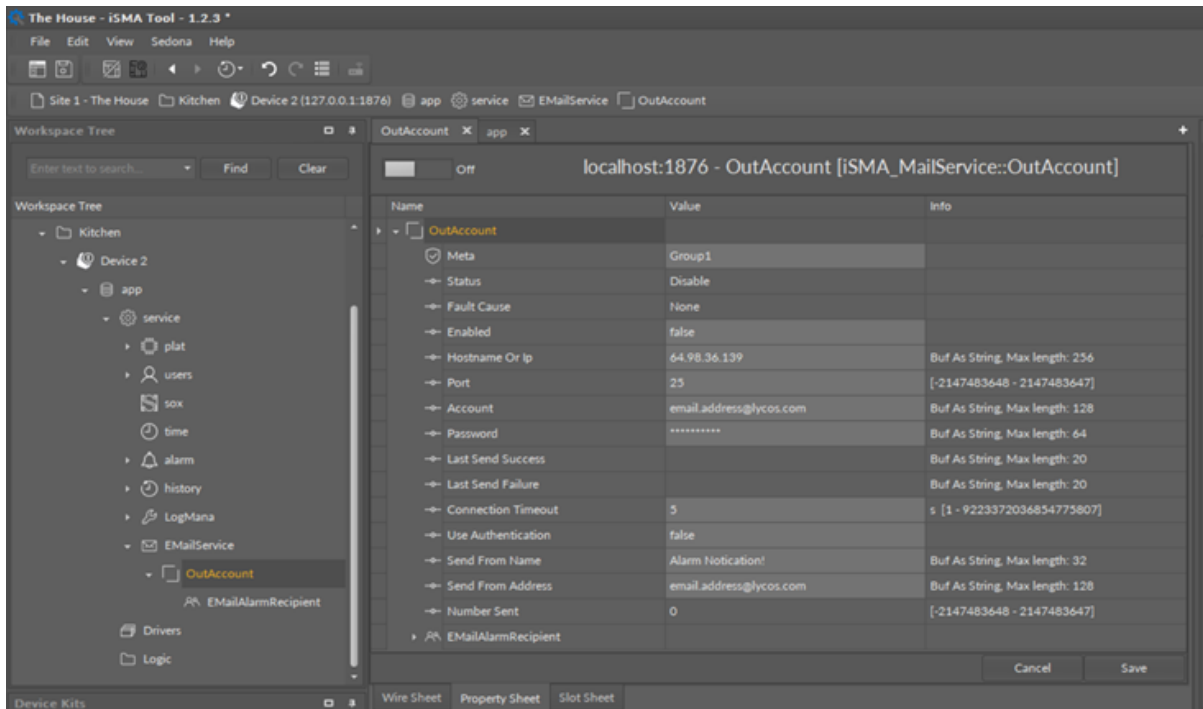 The House - iSMA Tool - 1.2.3 *
File Edit View Sedona Help
Site 1 - The House Kitchen Device 2 (127.0.0.1:1876) app service EMailService OutAccount
Workspace Tree
Enter text to search... Find Clear
Workspace Tree
Kitchen
Device 2
app
service
plat
users
sox
time
alarm
history
LogMana
EMailService
OutAccount
EMailAlarmRecipient
Drivers
Logic
Device Kits
OutAccount app
Off localhost:1876 - OutAccount [iSMA_MailService::OutAccount]
Name Value Info
OutAccount
Meta Group1
Status Disable
Fault Cause None
Enabled false
Hostname Or Ip 64.98.36.139 Buf As String, Max length: 256
Port 25 [-2147483648 - 2147483647]
Account email.address@lycos.com Buf As String, Max length: 128
Password ********** Buf As String, Max length: 64
Last Send Success Buf As String, Max length: 20
Last Send Failure Buf As String, Max length: 20
Connection Timeout 5 s [1 - 9223372036854775807]
Use Authentication false
Send From Name Alarm Notication! Buf As String, Max length: 32
Send From Address email.address@lycos.com Buf As String, Max length: 128
Number Sent 0 [-2147483648 - 2147483647]
EMailAlarmRecipient
Cancel Save
Wire Sheet Property Sheet Slot Sheet